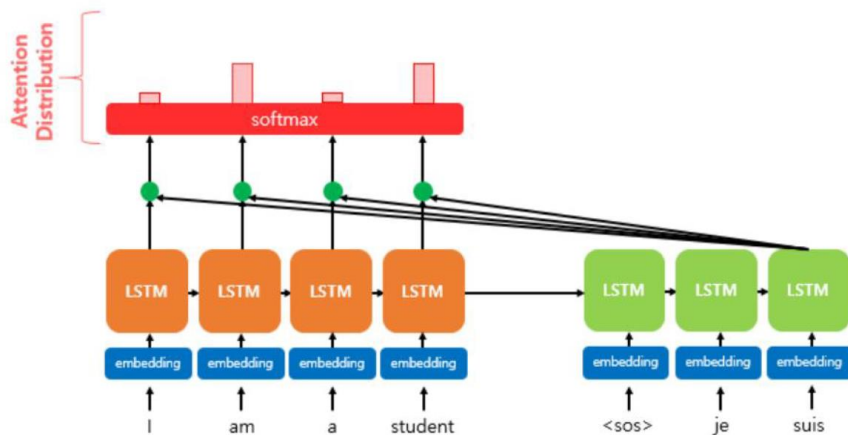 Attention
Distribution
softmax
LSTM LSTM LSTM LSTM LSTM LSTM LSTM
embedding embedding embedding embedding embedding embedding embedding
I am a student <sos> je suis